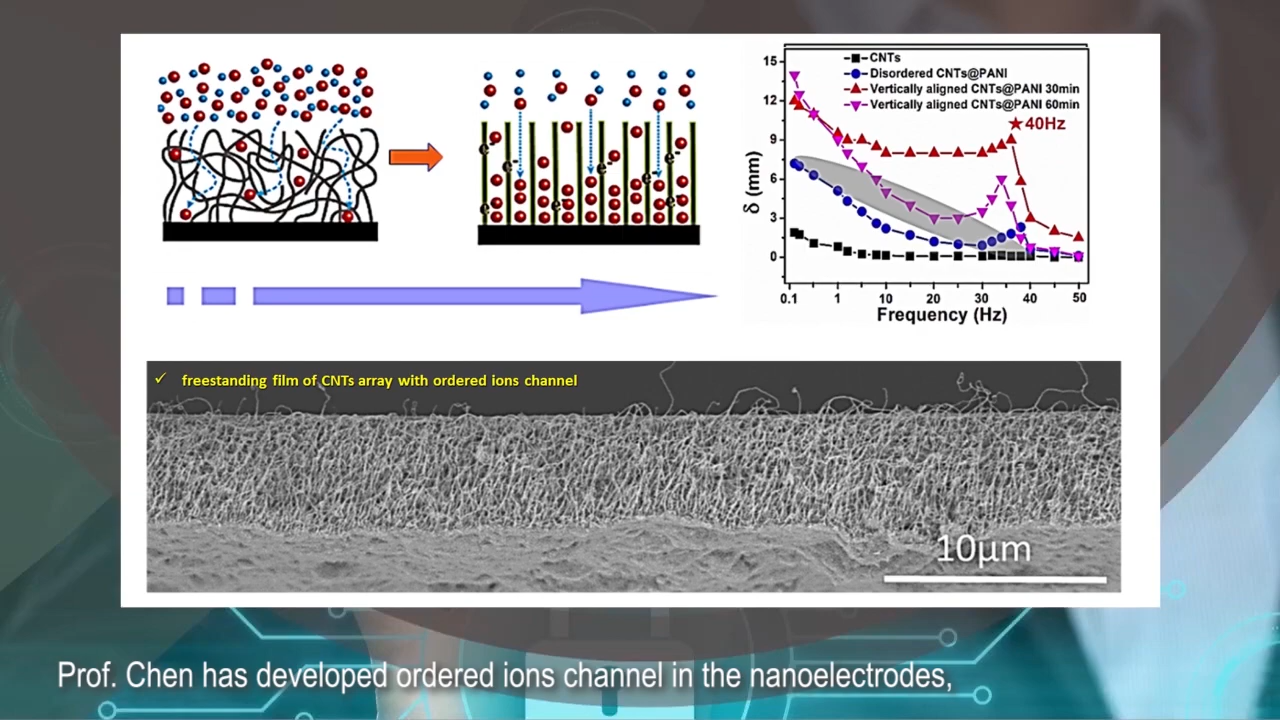 15
12
9
6
3
0
δ (mm)
CNTs
Disordered CNTs@PANI
Vertically aligned CNTs@PANI 30min
Vertically aligned CNTs@PANI 60min
★40Hz
0.1 1 10 20 30 40 50
Frequency (Hz)
e⁻ e⁻ e⁻ e⁻ e⁻ e⁻
✓ freestanding film of CNTs array with ordered ions channel
10μm
Prof. Chen has developed ordered ions channel in the nanoelectrodes,